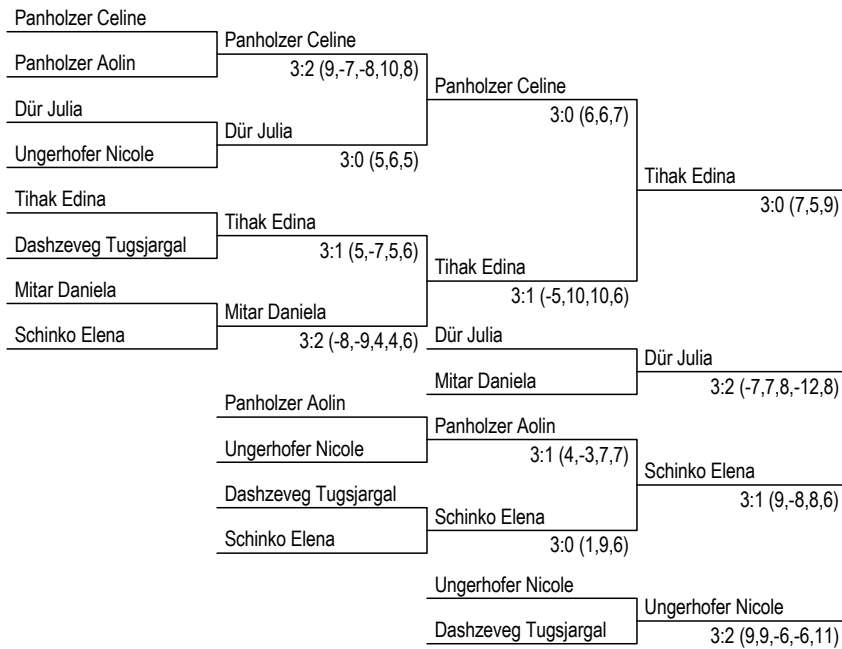 Panholzer Celine
Panholzer Celine
Panholzer Aolin
3:2 (9,-7,-8,10,8)
Panholzer Celine
Dür Julia
3:0 (6,6,7)
Dür Julia
Ungerhofer Nicole
3:0 (5,6,5)
Tihak Edina
Tihak Edina
3:0 (7,5,9)
Tihak Edina
Dashzeveg Tugsjargal
3:1 (5,-7,5,6)
Tihak Edina
Mitar Daniela
3:1 (-5,10,10,6)
Mitar Daniela
Schinko Elena
3:2 (-8,-9,4,4,6)
Dür Julia
Dür Julia
Mitar Daniela
3:2 (-7,7,8,-12,8)
Panholzer Aolin
Panholzer Aolin
Ungerhofer Nicole
3:1 (4,-3,7,7)
Schinko Elena
Dashzeveg Tugsjargal
3:1 (9,-8,8,6)
Schinko Elena
Schinko Elena
3:0 (1,9,6)
Ungerhofer Nicole
Ungerhofer Nicole
Dashzeveg Tugsjargal
3:2 (9,9,-6,-6,11)